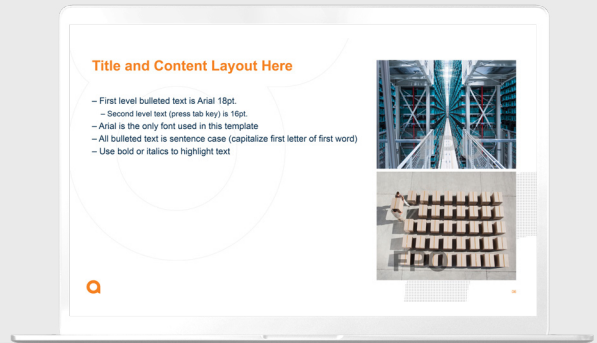 Title and Content Layout Here
– First level bulleted text is Arial 18pt.
– Second level text (press tab key) is 16pt.
– Arial is the only font used in this template
– All bulleted text is sentence case (capitalize first letter of first word)
– Use bold or italics to highlight text
FPO